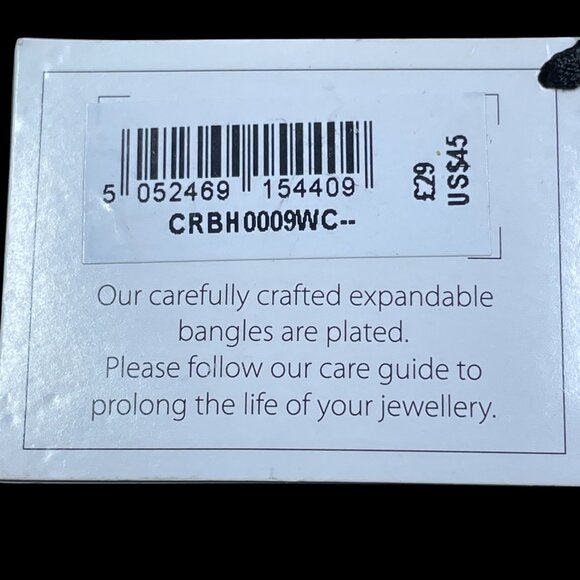 5 052469 154409
CRBH0009WC--
£29
US$45
Our carefully crafted expandable
bangles are plated.
Please follow our care guide to
prolong the life of your jewellery.